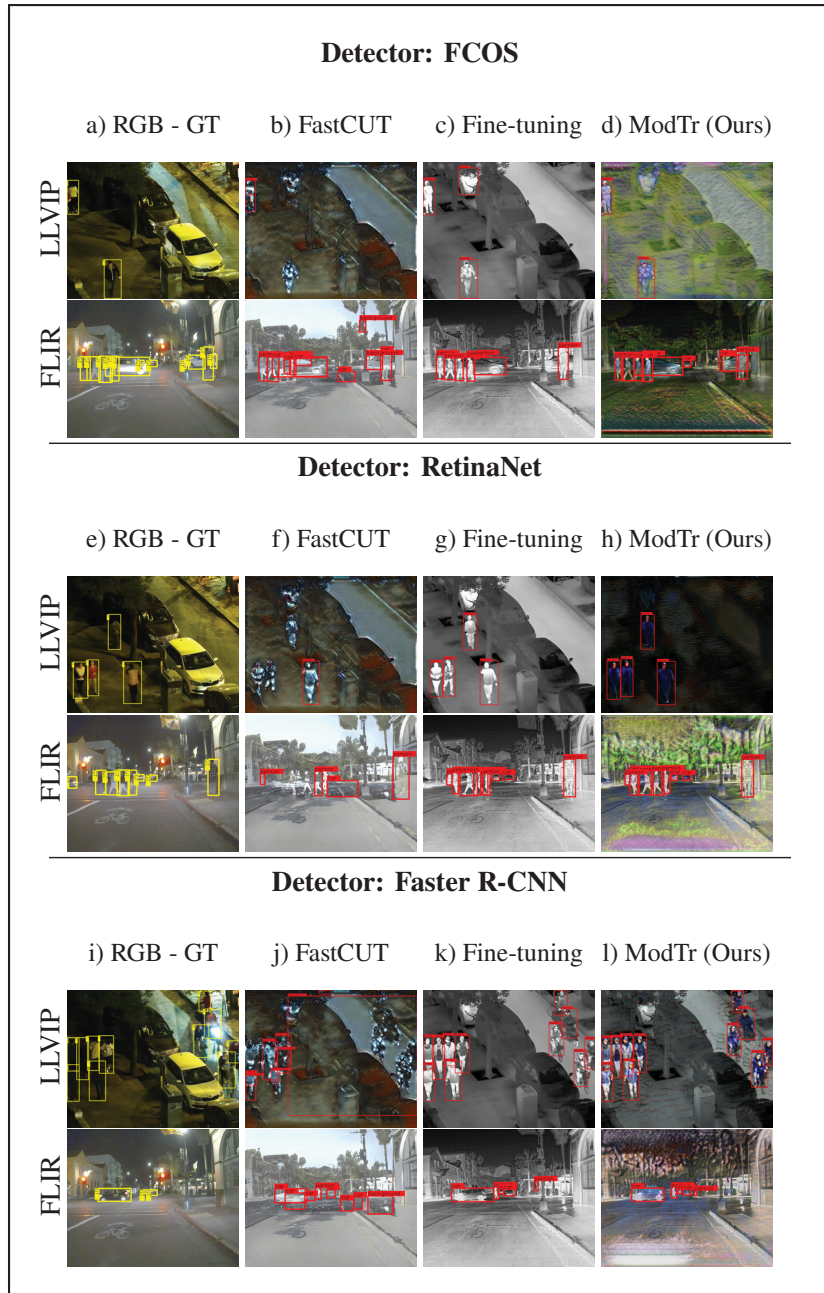 Detector: FCOS
a) RGB - GT b) FastCUT c) Fine-tuning d) ModTr (Ours)
LLVIP
FLIR
Detector: RetinaNet
e) RGB - GT f) FastCUT g) Fine-tuning h) ModTr (Ours)
LLVIP
FLIR
Detector: Faster R-CNN
i) RGB - GT j) FastCUT k) Fine-tuning l) ModTr (Ours)
LLVIP
FLIR